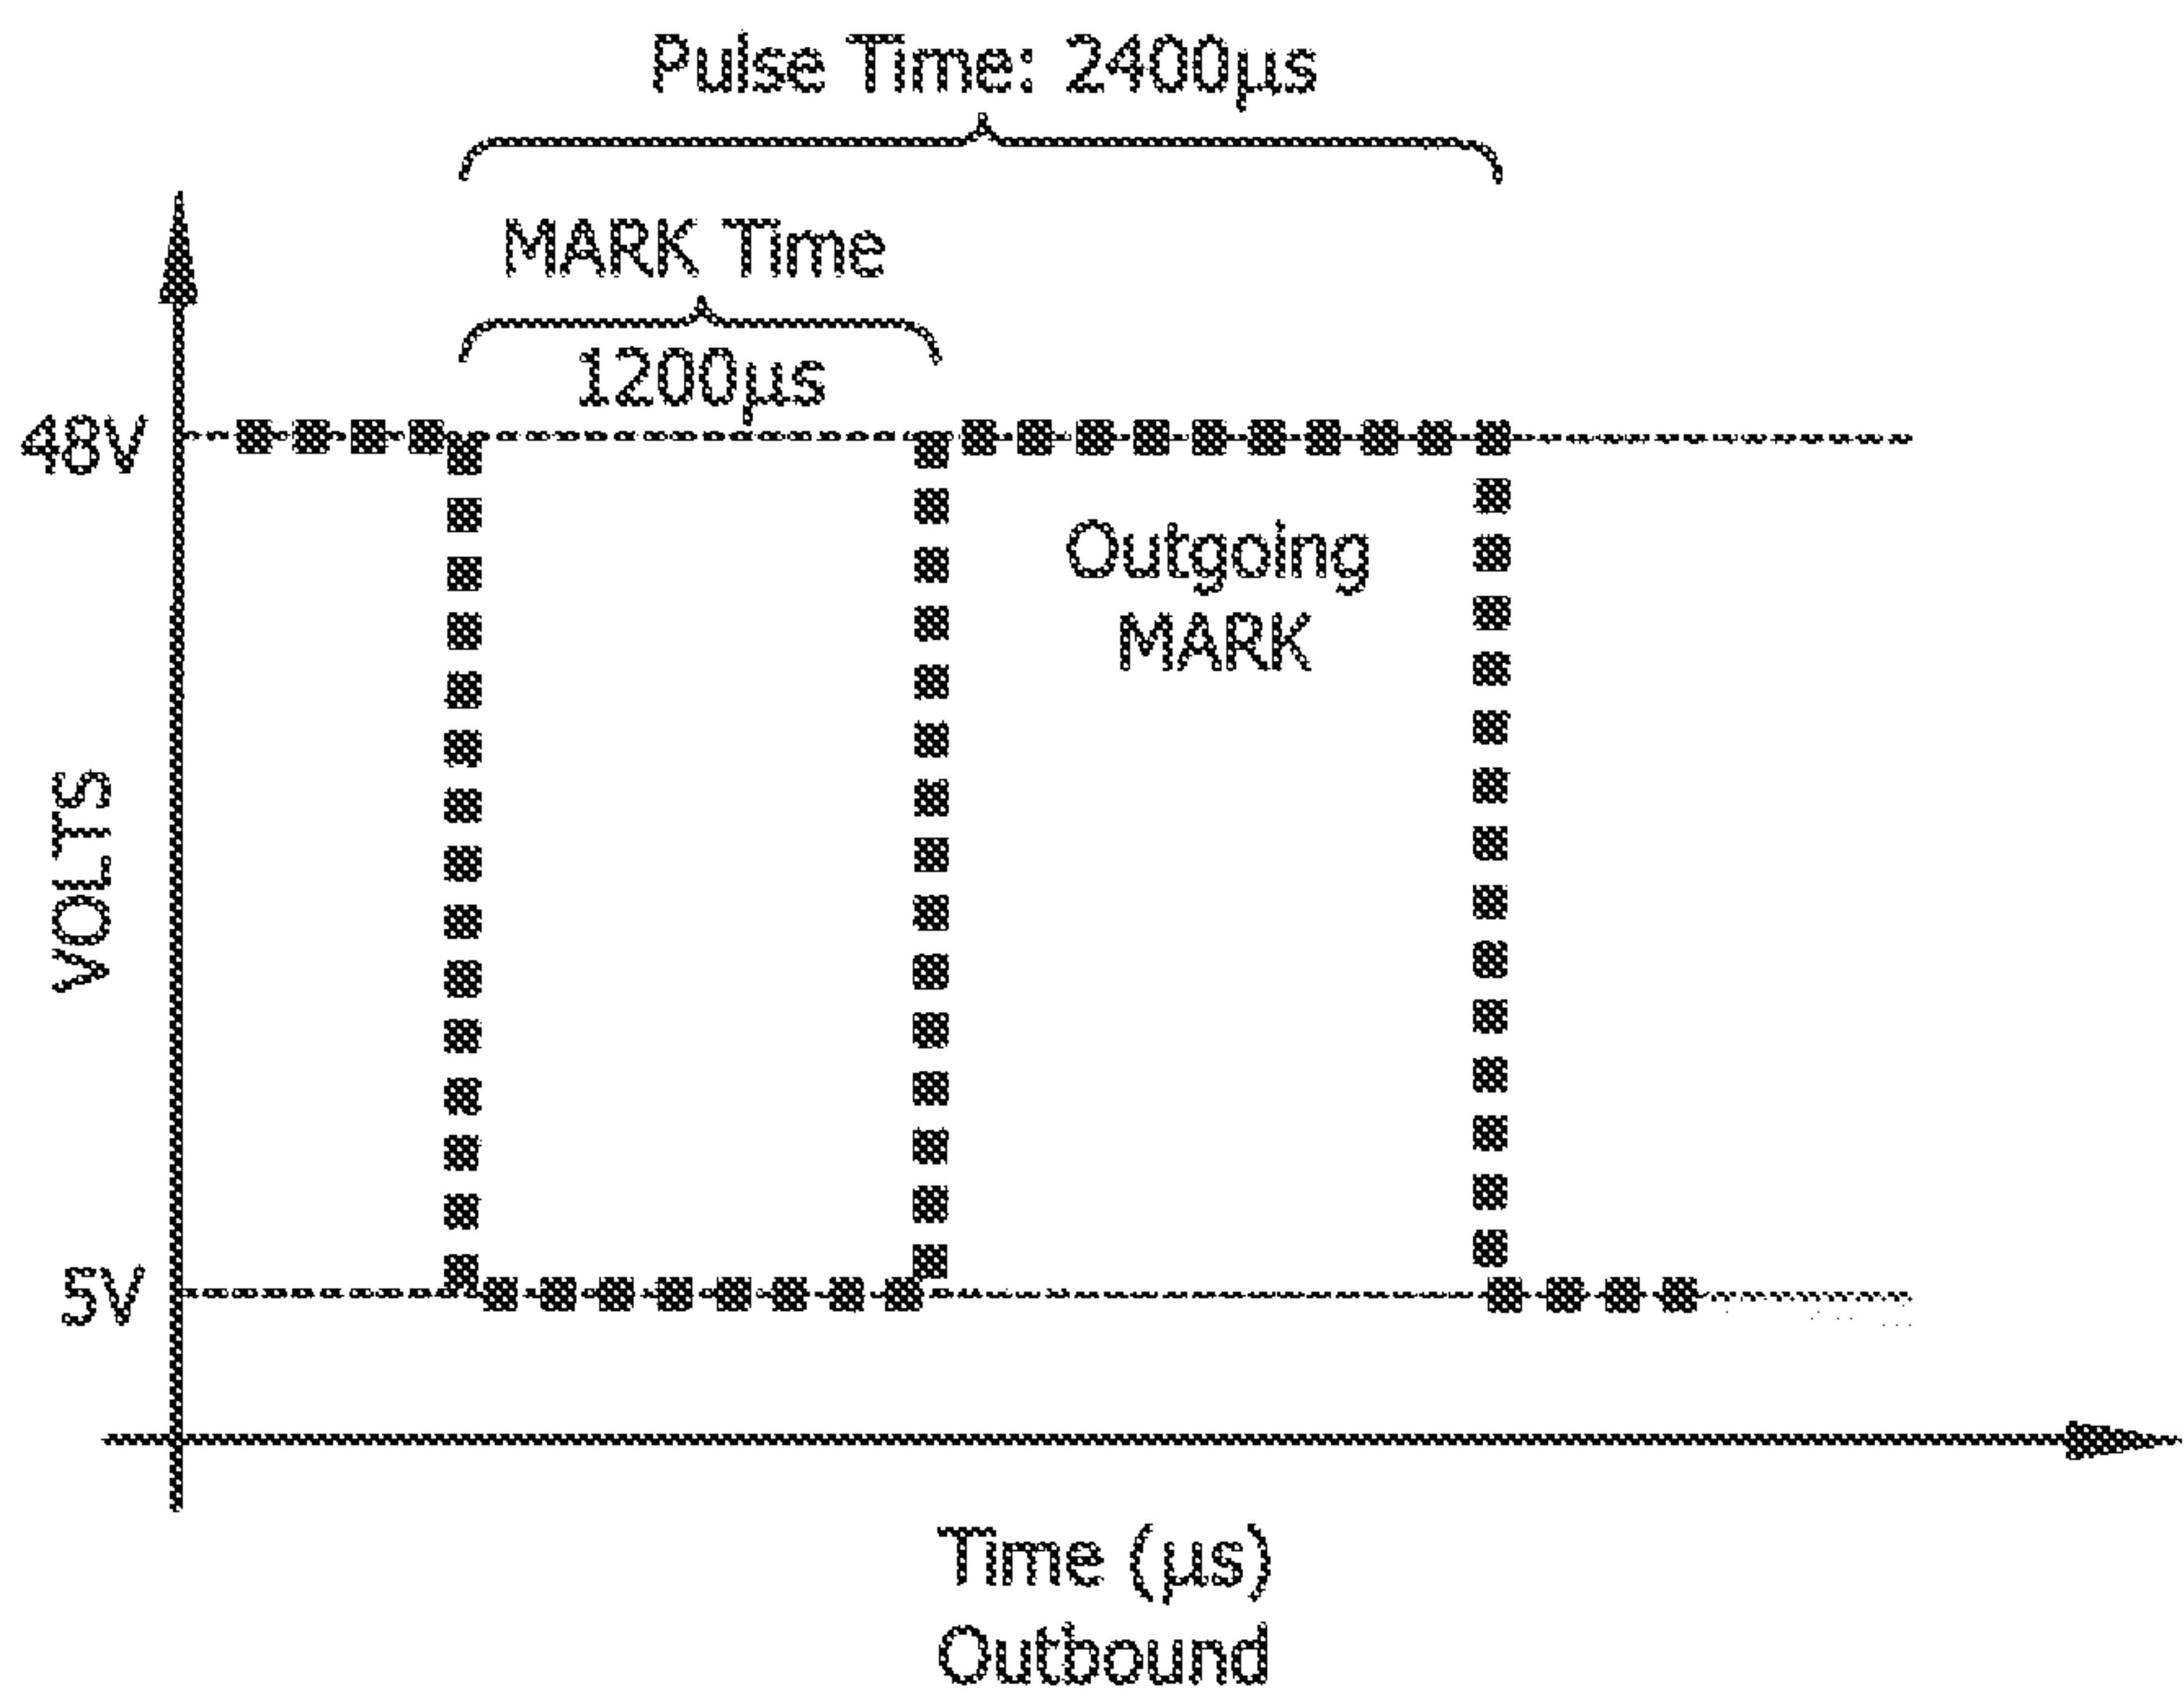 Pulse Time: 2400µs
MARK Time
1200µs
48V
Outgoing
MARK
VOLTS
5V
Time (µs)
Outbound